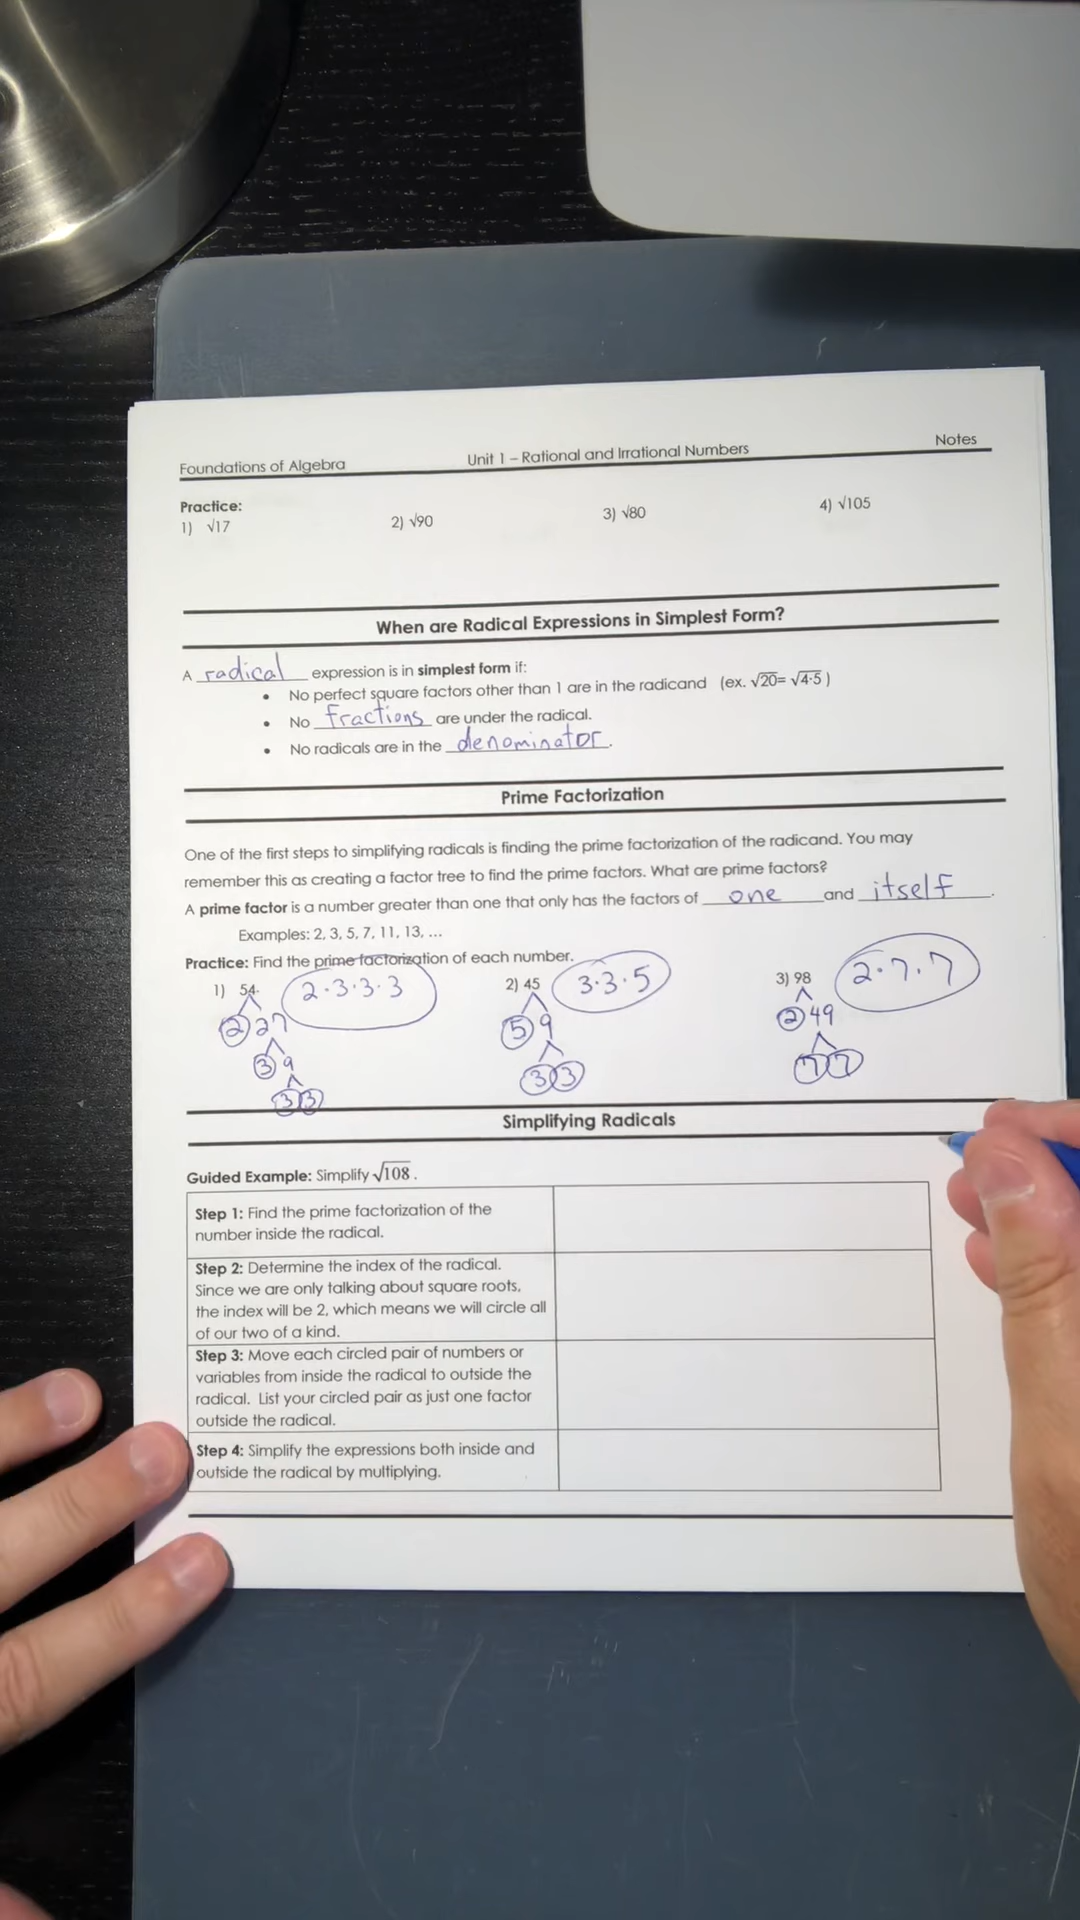 Foundations of Algebra Unit 1 – Rational and Irrational Numbers Notes
Practice:
1) √17 2) √90 3) √80 4) √105
When are Radical Expressions in Simplest Form?
A radical expression is in simplest form if:
• No perfect square factors other than 1 are in the radicand (ex. √20= √4·5 )
• No fractions are under the radical.
• No radicals are in the denominator.
Prime Factorization
One of the first steps to simplifying radicals is finding the prime factorization of the radicand. You may
remember this as creating a factor tree to find the prime factors. What are prime factors?
A prime factor is a number greater than one that only has the factors of one and itself.
Examples: 2, 3, 5, 7, 11, 13, ...
Practice: Find the prime factorization of each number.
1) 54 2·3·3·3 2) 45 3·3·5 3) 98 2·7·7
2 27 5 9 2 49
3 9 3 3 7 7
3 3
Simplifying Radicals
Guided Example: Simplify √108.
Step 1: Find the prime factorization of the
number inside the radical.
Step 2: Determine the index of the radical.
Since we are only talking about square roots,
the index will be 2, which means we will circle all
of our two of a kind.
Step 3: Move each circled pair of numbers or
variables from inside the radical to outside the
radical. List your circled pair as just one factor
outside the radical.
Step 4: Simplify the expressions both inside and
outside the radical by multiplying.